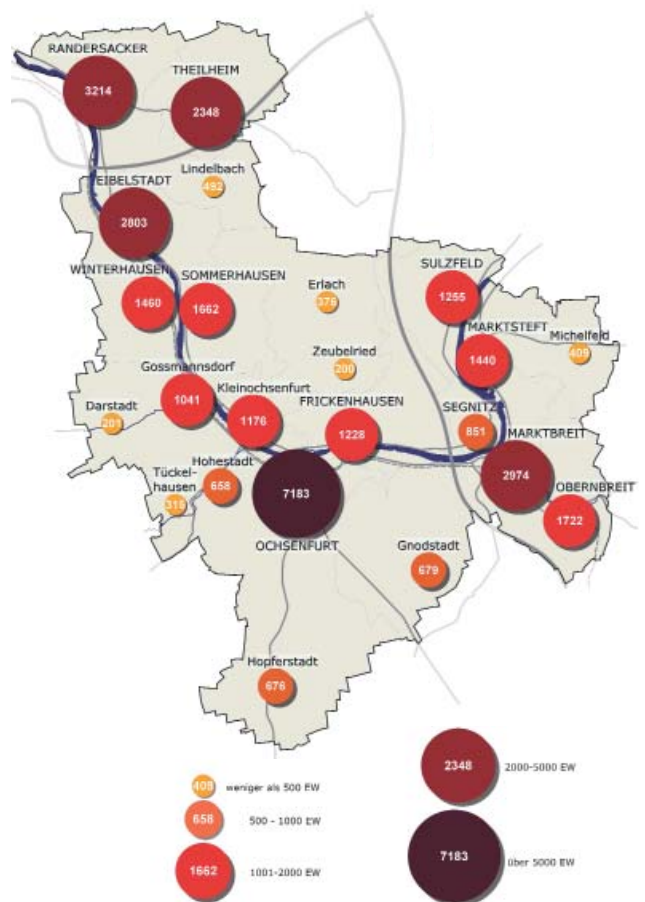 RANDERSACKER
3214
THEILHEIM
2348
Lindelbach
492
EIBELSTADT
2803
WINTERHAUSEN
1460
SOMMERHAUSEN
1662
Erlach
376
SULZFELD
1255
MARKTSTEFT
1440
Michelfeld
409
Zeubelried
200
Gossmannsdorf
1041
Kleinochsenfurt
1176
FRICKENHAUSEN
1228
SEGNITZ
851
Darstadt
201
MARKTBREIT
2974
Hohestadt
658
Tückel-
hausen
315
OBERNBREIT
1722
7183
OCHSENFURT
Gnodstadt
679
Hopferstadt
676
409 weniger als 500 EW
658 500 - 1000 EW
1662 1001-2000 EW
2348 2000-5000 EW
7183 über 5000 EW